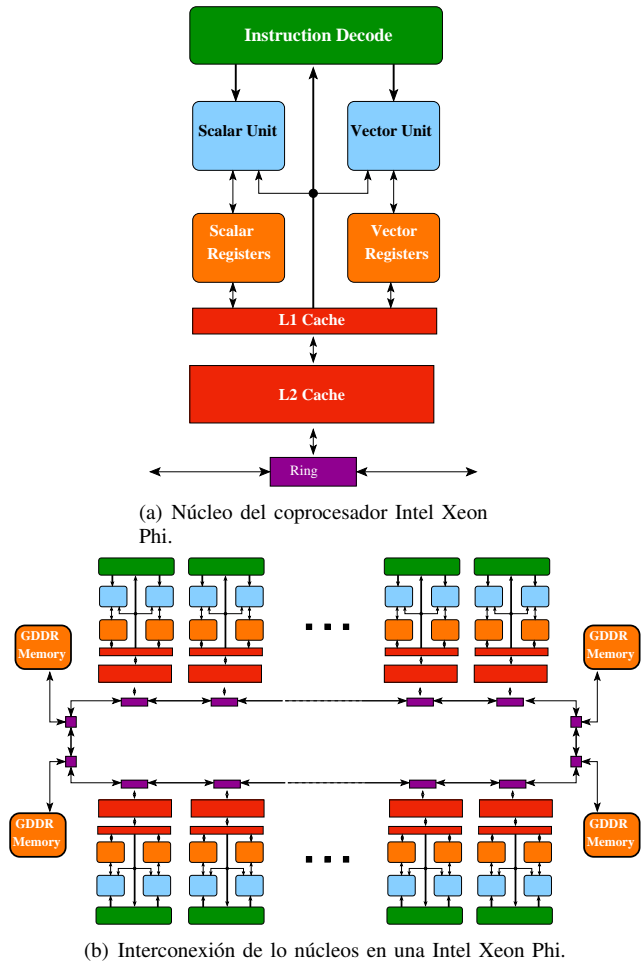 Instruction Decode
Scalar Unit
Vector Unit
Scalar
Registers
Vector
Registers
L1 Cache
L2 Cache
Ring
(a) Núcleo del coprocesador Intel Xeon
Phi.
GDDR
Memory
GDDR
Memory
GDDR
Memory
GDDR
Memory
(b) Interconexión de lo núcleos en una Intel Xeon Phi.